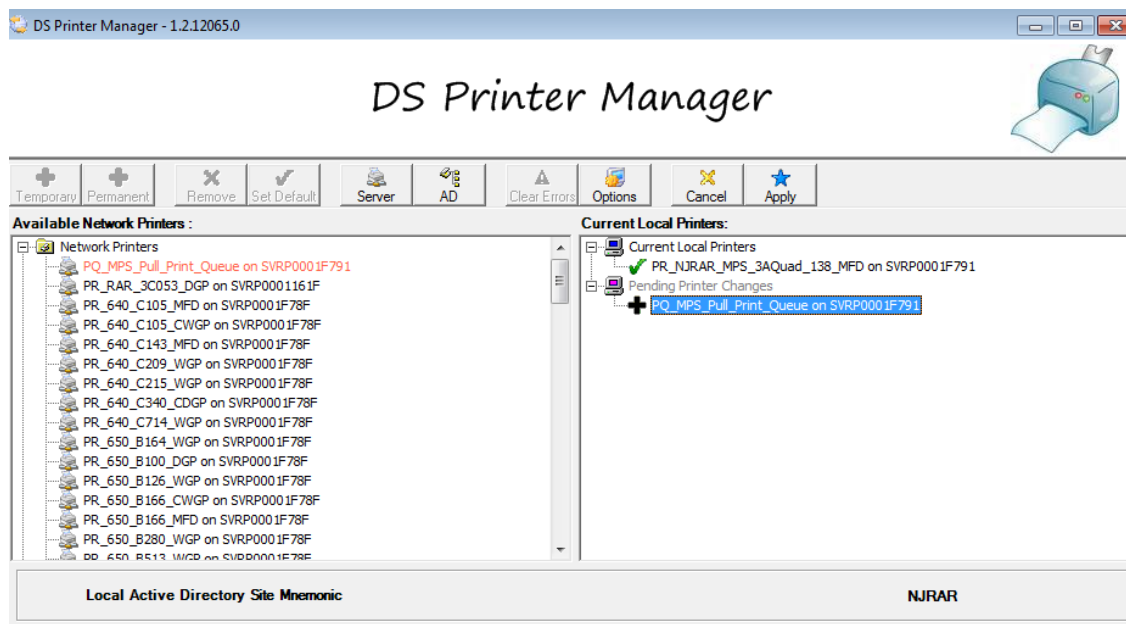 DS Printer Manager - 1.2.12065.0
DS Printer Manager
Temporary Permanent Remove Set Default Server AD Clear Errors Options Cancel Apply
Available Network Printers :
Network Printers
PQ_MPS_Pull_Print_Queue on SVRP0001F791
PR_RAR_3C053_DGP on SVRP0001161F
PR_640_C105_MFD on SVRP0001F78F
PR_640_C105_CWGP on SVRP0001F78F
PR_640_C143_MFD on SVRP0001F78F
PR_640_C209_WGP on SVRP0001F78F
PR_640_C215_WGP on SVRP0001F78F
PR_640_C340_CDGP on SVRP0001F78F
PR_640_C714_WGP on SVRP0001F78F
PR_650_B164_WGP on SVRP0001F78F
PR_650_B100_DGP on SVRP0001F78F
PR_650_B126_WGP on SVRP0001F78F
PR_650_B166_CWGP on SVRP0001F78F
PR_650_B166_MFD on SVRP0001F78F
PR_650_B280_WGP on SVRP0001F78F
PR_650_B513_WGP on SVRP0001F78F
Current Local Printers:
Current Local Printers
PR_NJRAR_MPS_3AQuad_138_MFD on SVRP0001F791
Pending Printer Changes
PQ_MPS_Pull_Print_Queue on SVRP0001F791
Local Active Directory Site Mnemonic
NJRAR